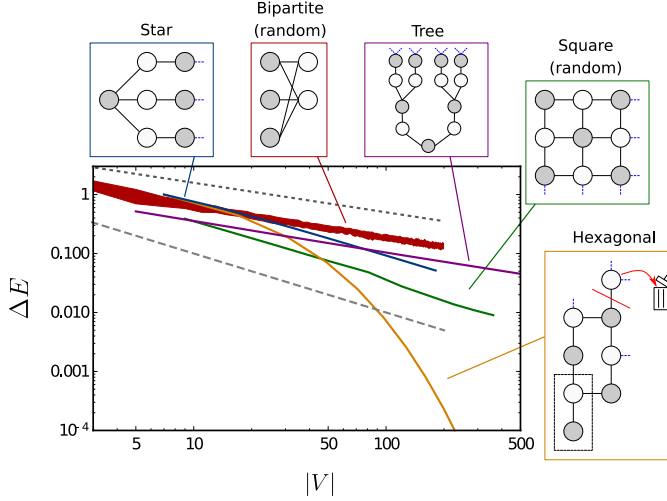 Star
Bipartite
(random)
Tree
Square
(random)
Hexagonal
1
0.100
0.010
0.001
10⁻⁴
ΔE
5
10
50
100
500
|V|